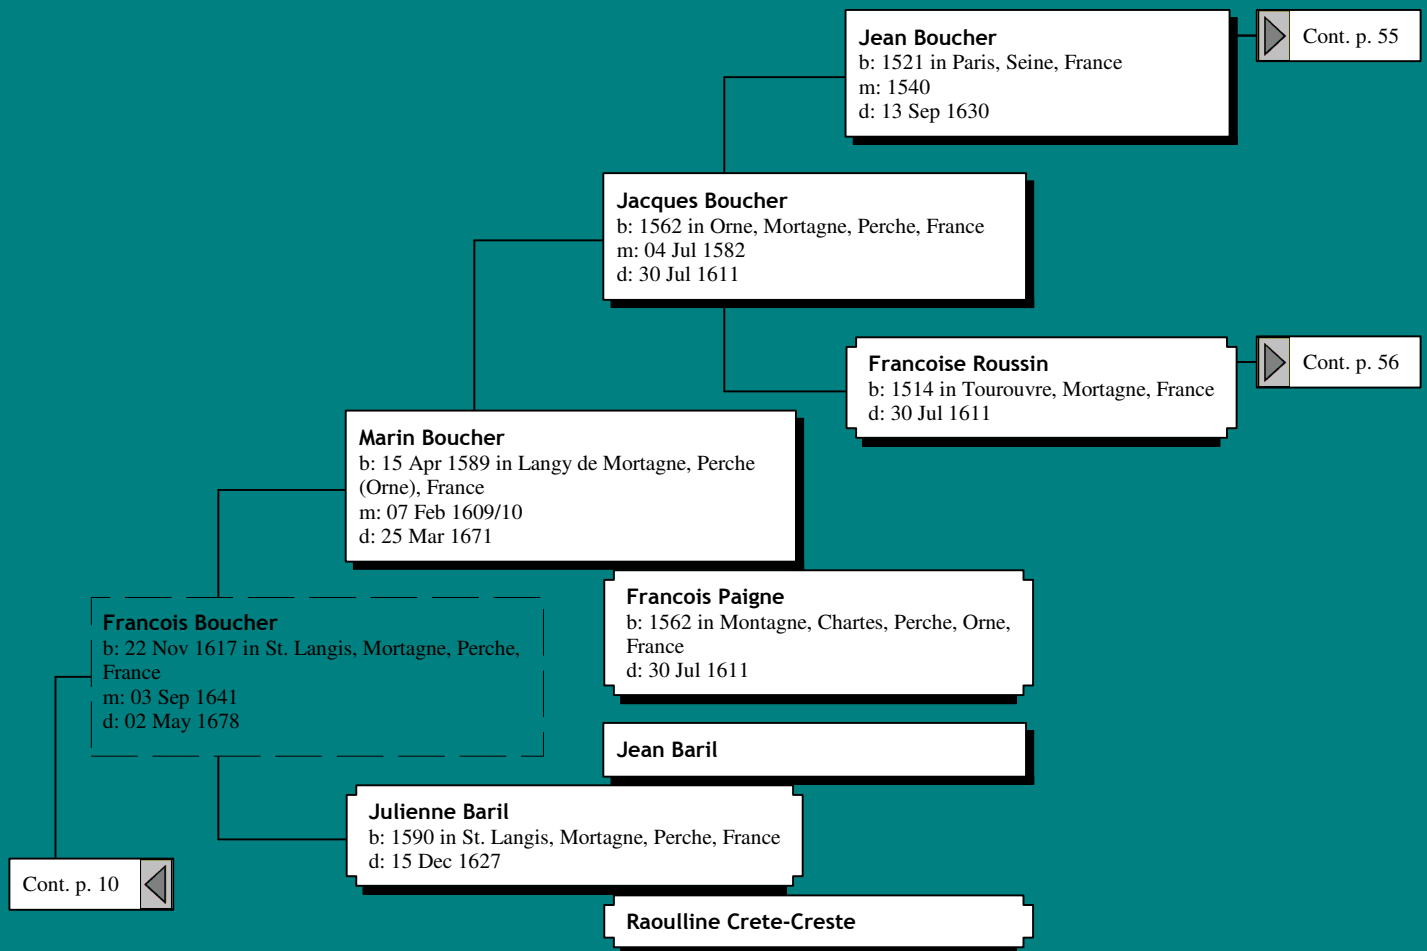 Jean Boucher
b: 1521 in Paris, Seine, France
m: 1540
d: 13 Sep 1630
Cont. p. 55
Jacques Boucher
b: 1562 in Orne, Mortagne, Perche, France
m: 04 Jul 1582
d: 30 Jul 1611
Francoise Roussin
b: 1514 in Tourouvre, Mortagne, France
d: 30 Jul 1611
Cont. p. 56
Marin Boucher
b: 15 Apr 1589 in Langy de Mortagne, Perche
(Orne), France
m: 07 Feb 1609/10
d: 25 Mar 1671
Francois Paigne
b: 1562 in Montagne, Chartes, Perche, Orne,
France
d: 30 Jul 1611
Francois Boucher
b: 22 Nov 1617 in St. Langis, Mortagne, Perche,
France
m: 03 Sep 1641
d: 02 May 1678
Jean Baril
Julienne Baril
b: 1590 in St. Langis, Mortagne, Perche, France
d: 15 Dec 1627
Cont. p. 10
Raoulline Crete-Creste